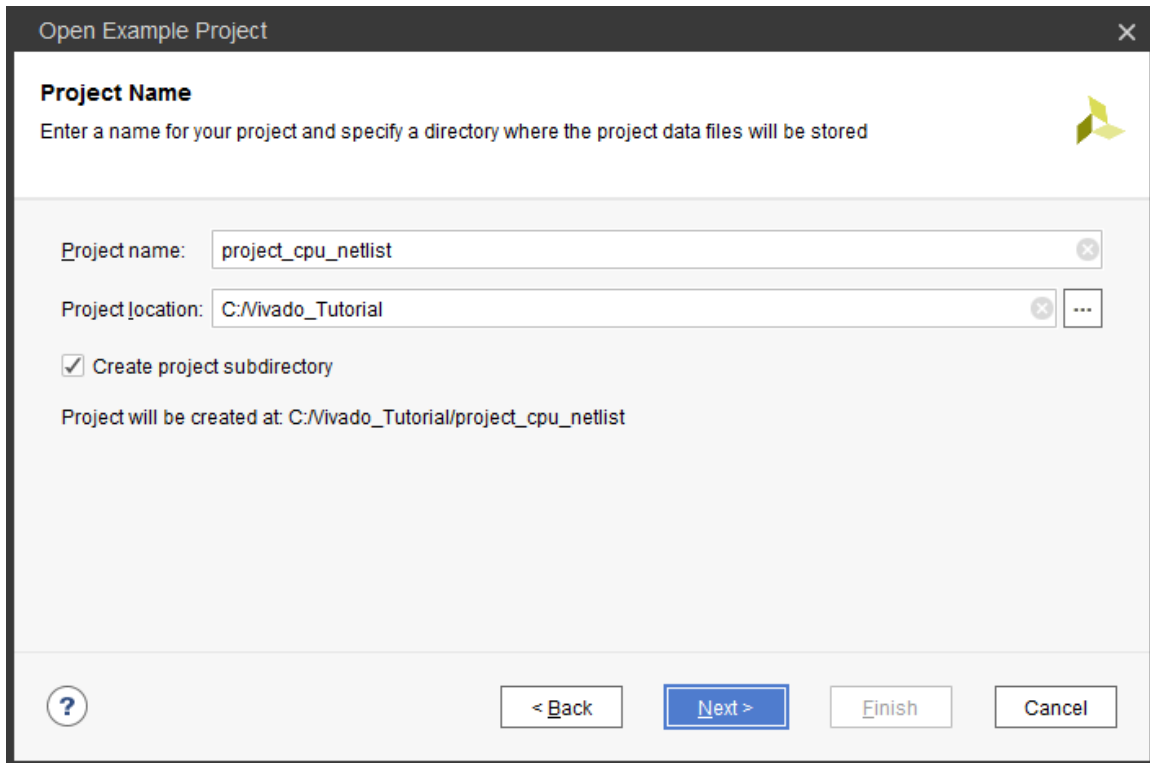 Open Example Project
Project Name
Enter a name for your project and specify a directory where the project data files will be stored
Project name: project_cpu_netlist
Project location: C:/Vivado_Tutorial ...
Create project subdirectory
Project will be created at: C:/Vivado_Tutorial/project_cpu_netlist
? < Back Next > Finish Cancel